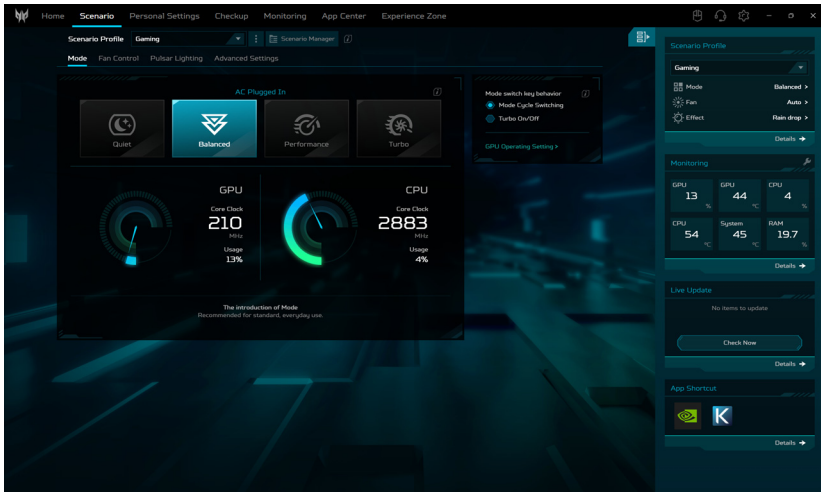 Home Scenario Personal Settings Checkup Monitoring App Center Experience Zone
Scenario Profile Gaming Scenario Manager
Mode Fan Control Pulsar Lighting Advanced Settings
AC Plugged In
Quiet Balanced Performance Turbo
GPU
Core Clock
210
MHz
Usage
13%
CPU
Core Clock
2883
MHz
Usage
4%
The introduction of Mode
Recommended for standard, everyday use.
Mode switch key behavior
Mode Cycle Switching
Turbo On/Off
GPU Operating Setting >
Scenario Profile
Gaming
Mode Balanced >
Fan Auto >
Effect Rain drop >
Details →
Monitoring
GPU 13 %
GPU 44 °C
CPU 4 %
CPU 54 °C
System 45 °C
RAM 19.7 %
Details →
Live Update
No items to update
Check Now
Details →
App Shortcut
K
Details →